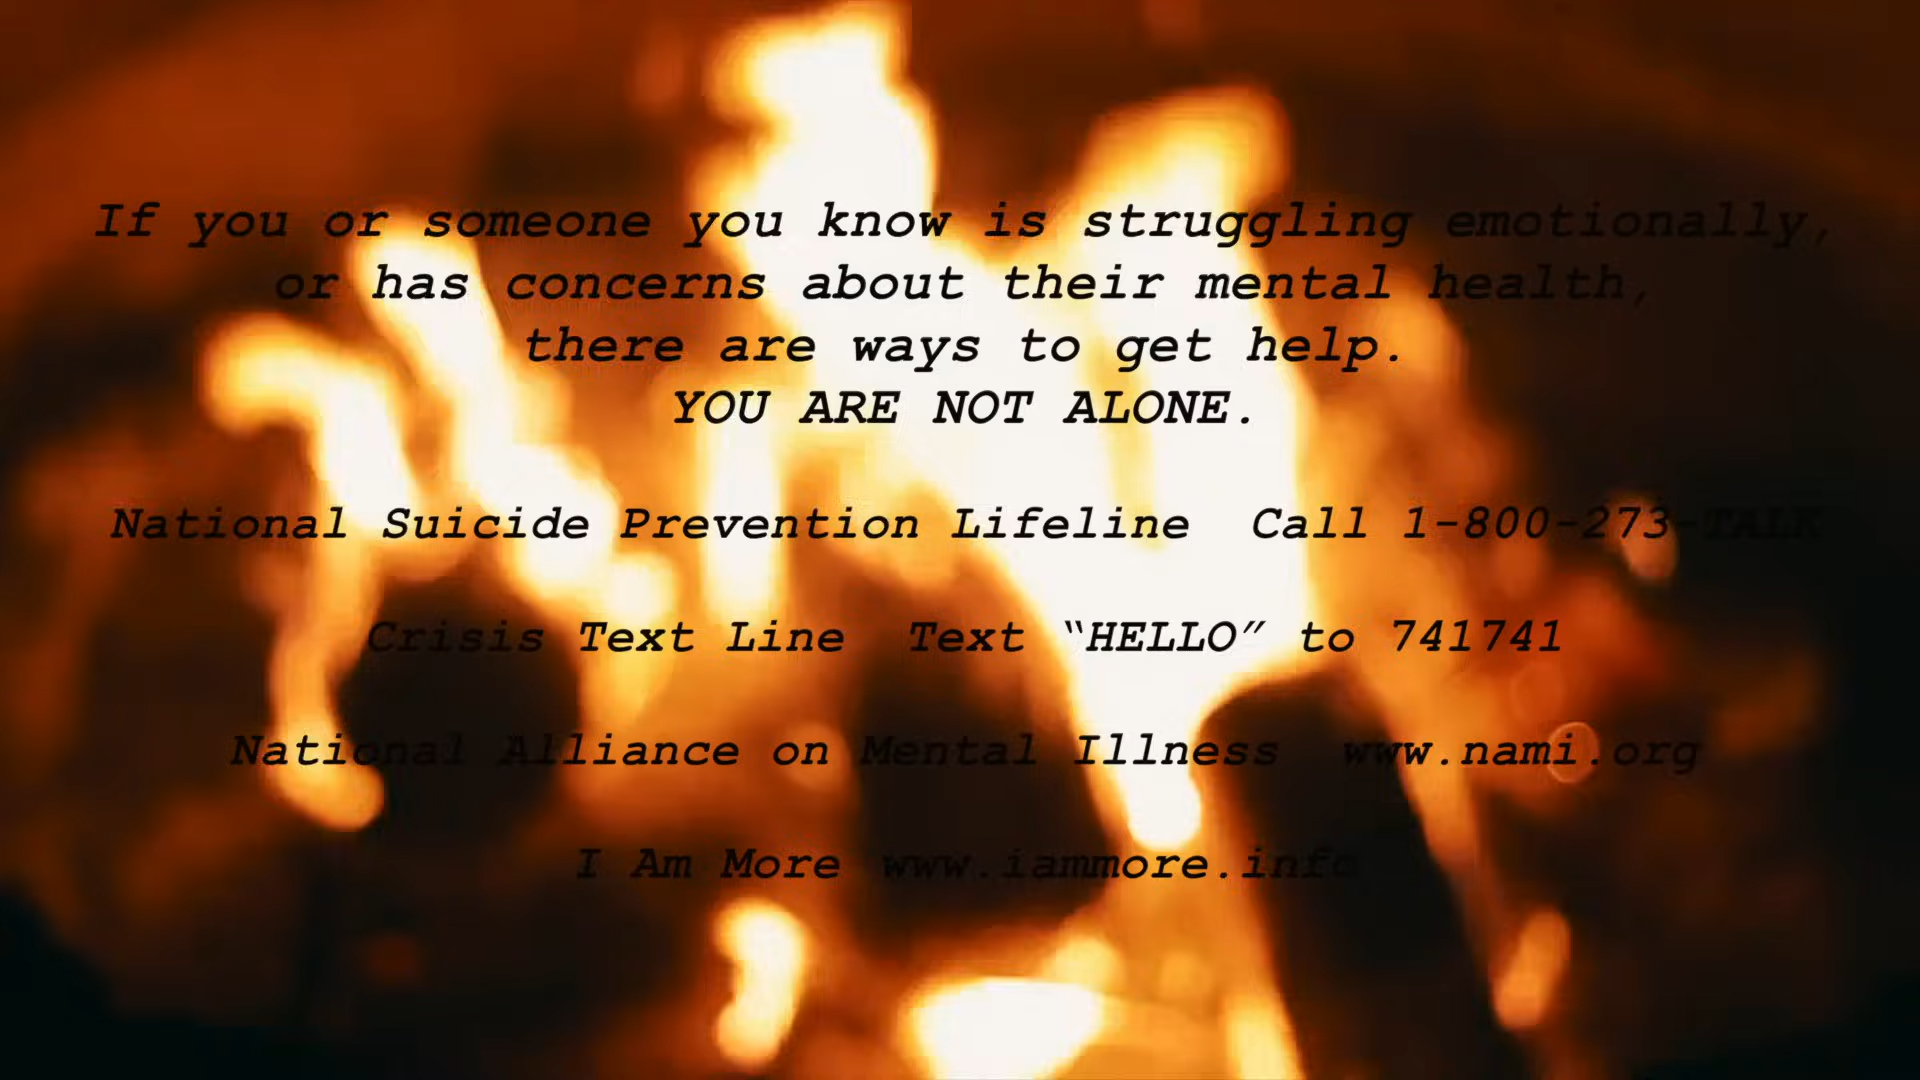 If you or someone you know is struggling emotionally,
or has concerns about their mental health,
there are ways to get help.
YOU ARE NOT ALONE.
National Suicide Prevention Lifeline  Call 1-800-273-TALK
Crisis Text Line  Text “HELLO” to 741741
National Alliance on Mental Illness  www.nami.org
I Am More www.iammore.info